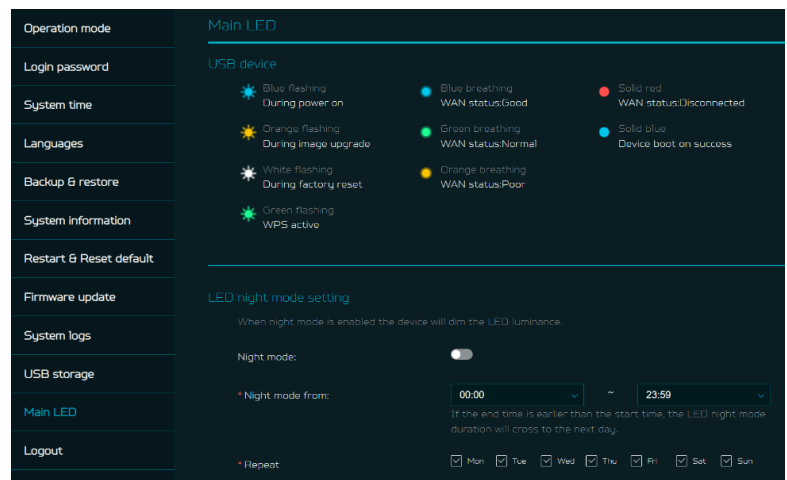 Operation mode
Login password
System time
Languages
Backup & restore
System information
Restart & Reset default
Firmware update
System logs
USB storage
Main LED
Logout
Main LED
USB device
Blue flashing
During power on
Blue breathing
WAN status:Good
Solid red
WAN status:Disconnected
Orange flashing
During image upgrade
Green breathing
WAN status:Normal
Solid blue
Device boot on success
White flashing
During factory reset
Orange breathing
WAN status:Poor
Green flashing
WPS active
LED night mode setting
When night mode is enabled the device will dim the LED luminance.
Night mode:
*Night mode from:
00:00 ~ 23:59
If the end time is earlier than the start time, the LED night mode
duration will cross to the next day.
*Repeat
Mon Tue Wed Thu Fri Sat Sun